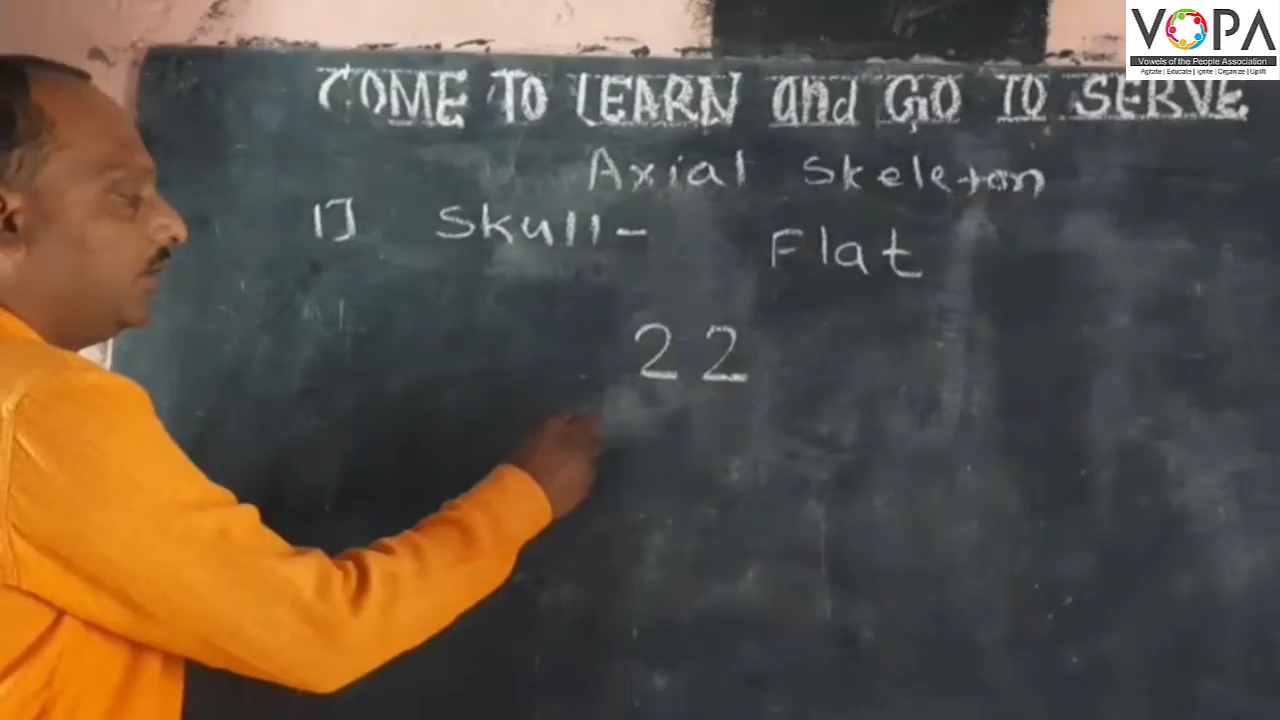 VOPA
Vowels of the People Association
Agitate | Educate | Ignite | Organize | Uplift
COME TO LEARN and GO TO SERVE
Axial Skeleton
1] Skull- Flat
22